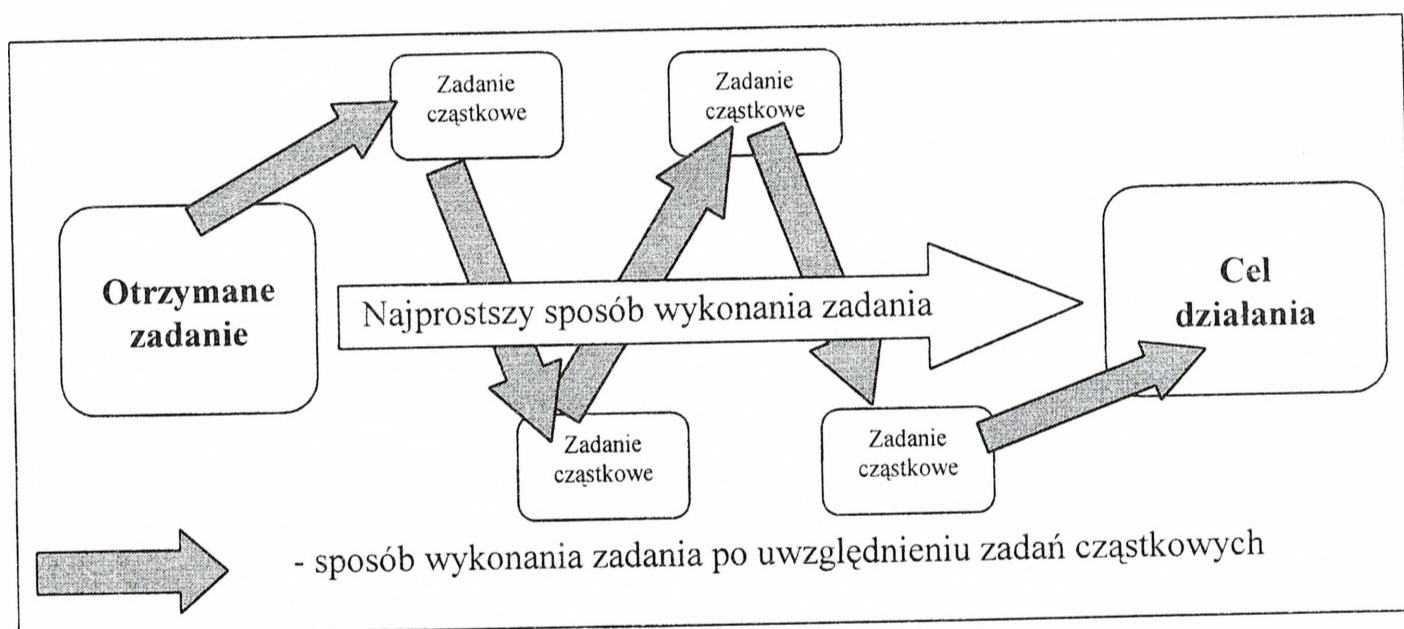 Zadanie
cząstkowe
Zadanie
cząstkowe
Otrzymane
zadanie
Najprostszy sposób wykonania zadania
Cel
działania
Zadanie
cząstkowe
Zadanie
cząstkowe
- sposób wykonania zadania po uwzględnieniu zadań cząstkowych